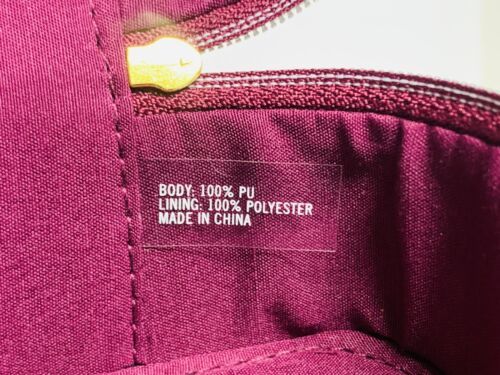 BODY: 100% PU
LINING: 100% POLYESTER
MADE IN CHINA